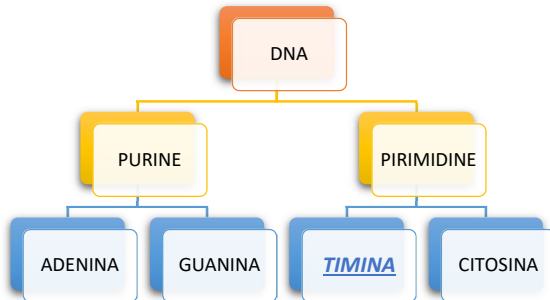 DNA
PURINE
PIRIMIDINE
ADENINA
GUANINA
TIMINA
CITOSINA